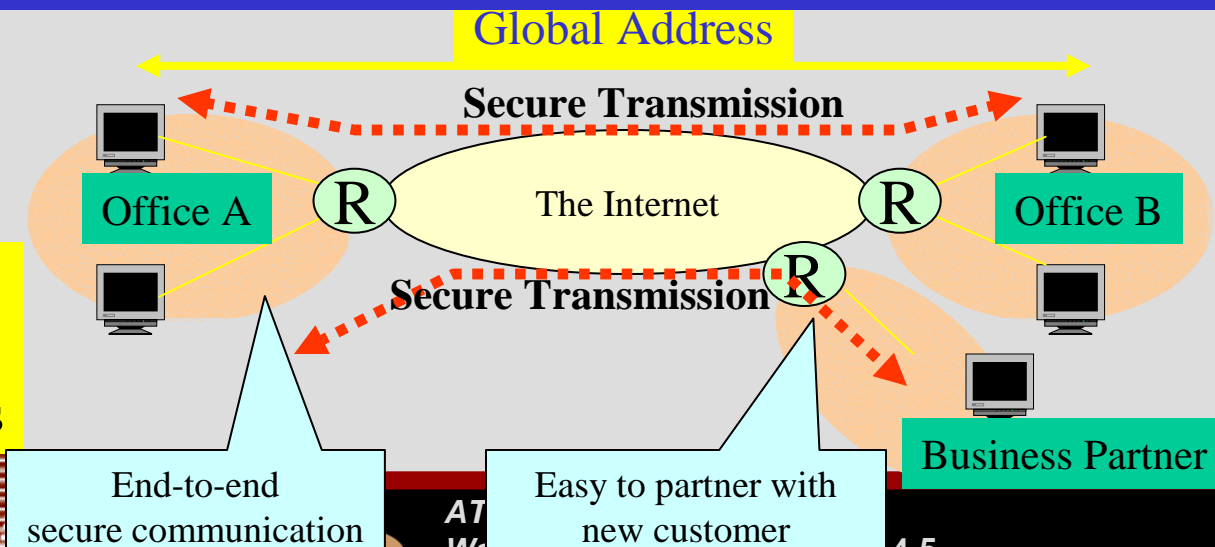 Global Address
Secure Transmission
Office A
R
The Internet
R
Office B
R
Secure Transmission
Business Partner
End-to-end
secure communication
Easy to partner with
new customer